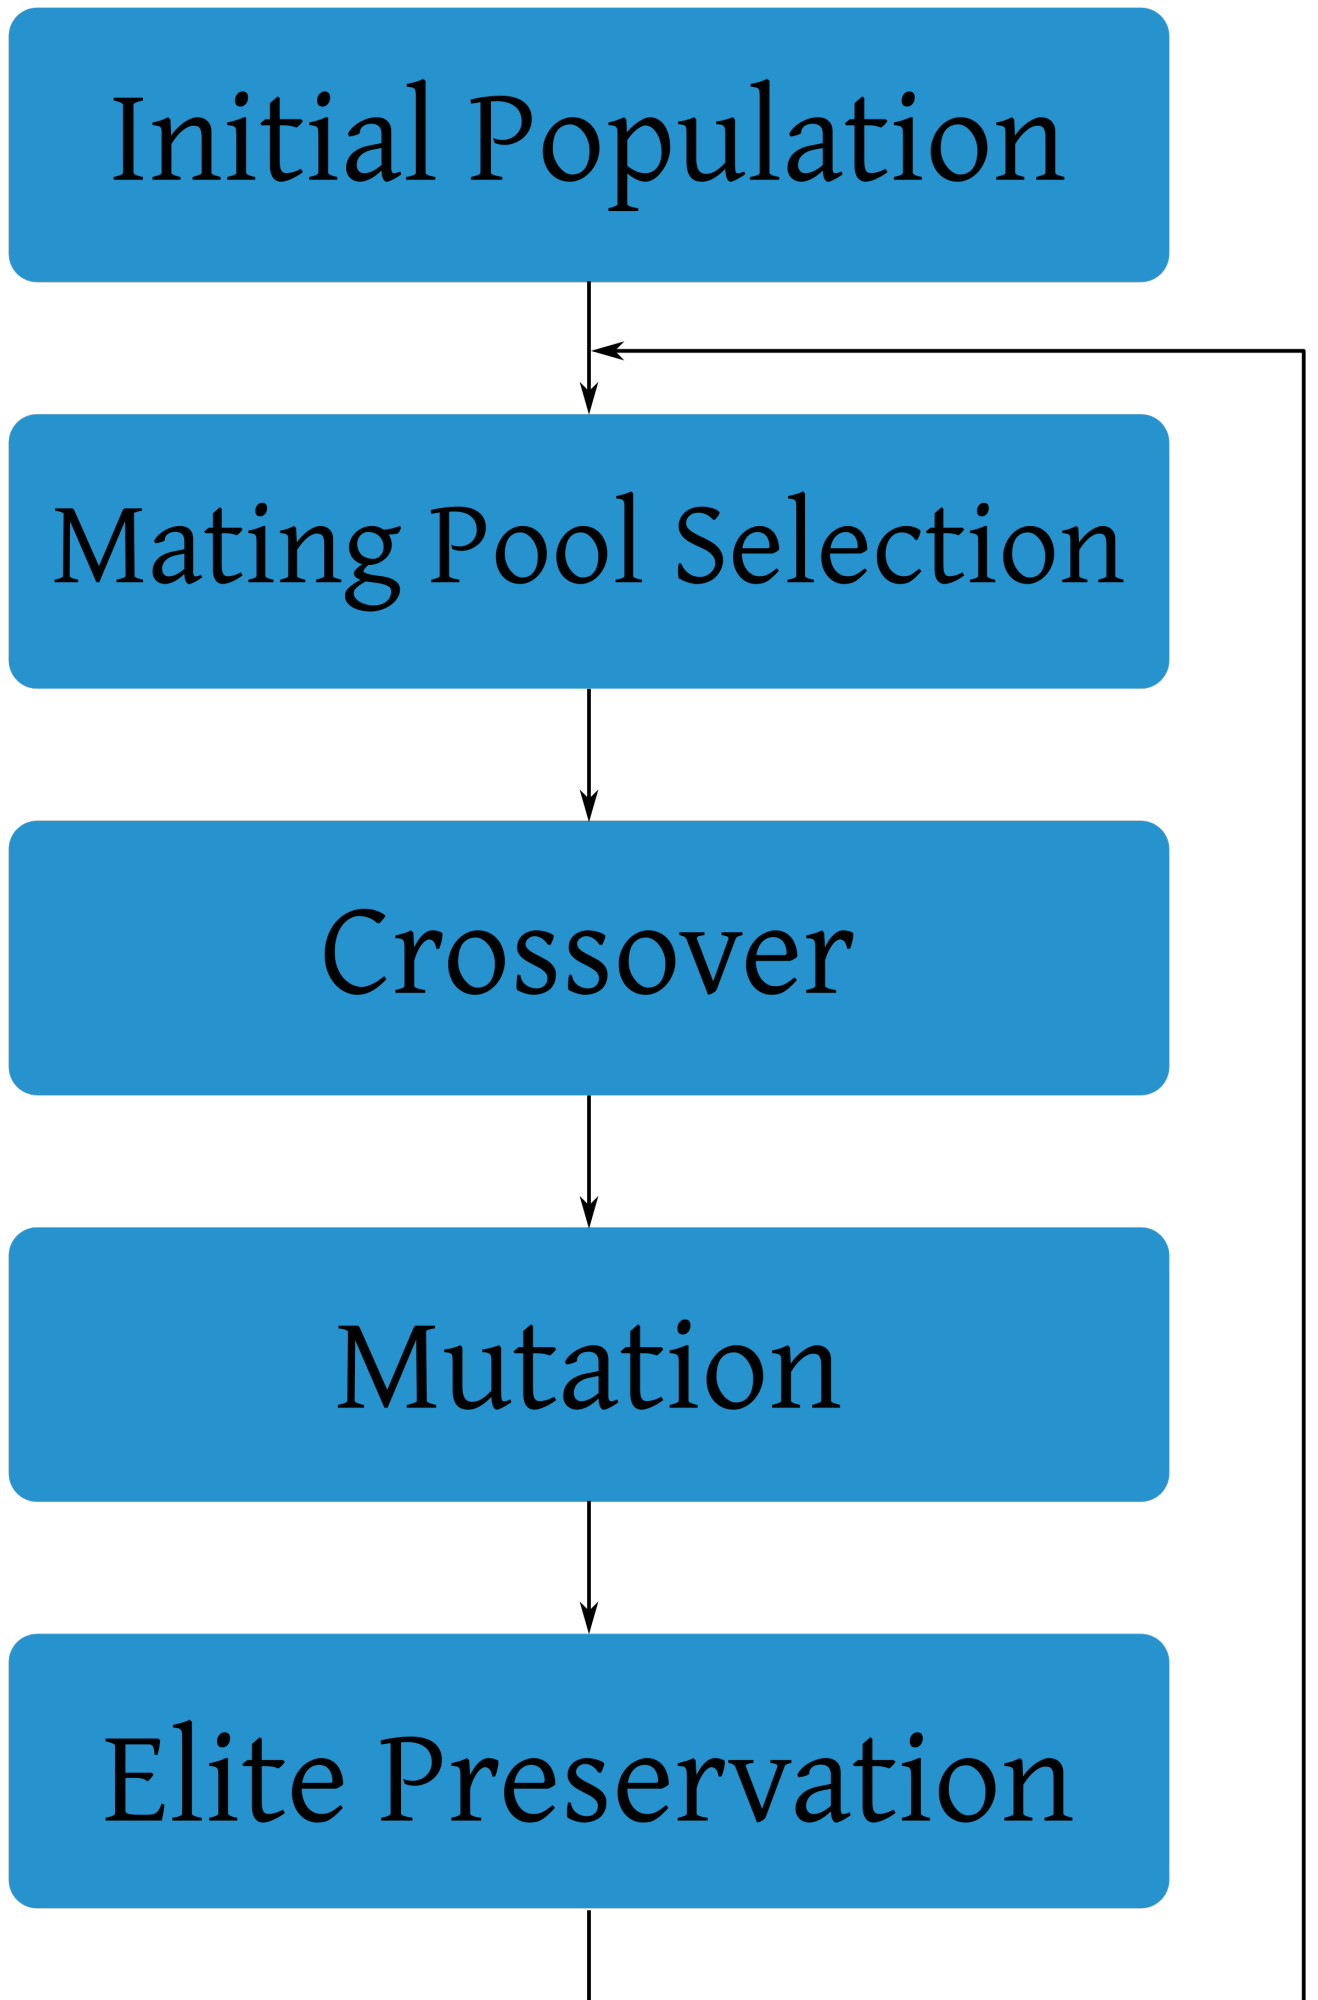 Initial Population
Mating Pool Selection
Crossover
Mutation
Elite Preservation